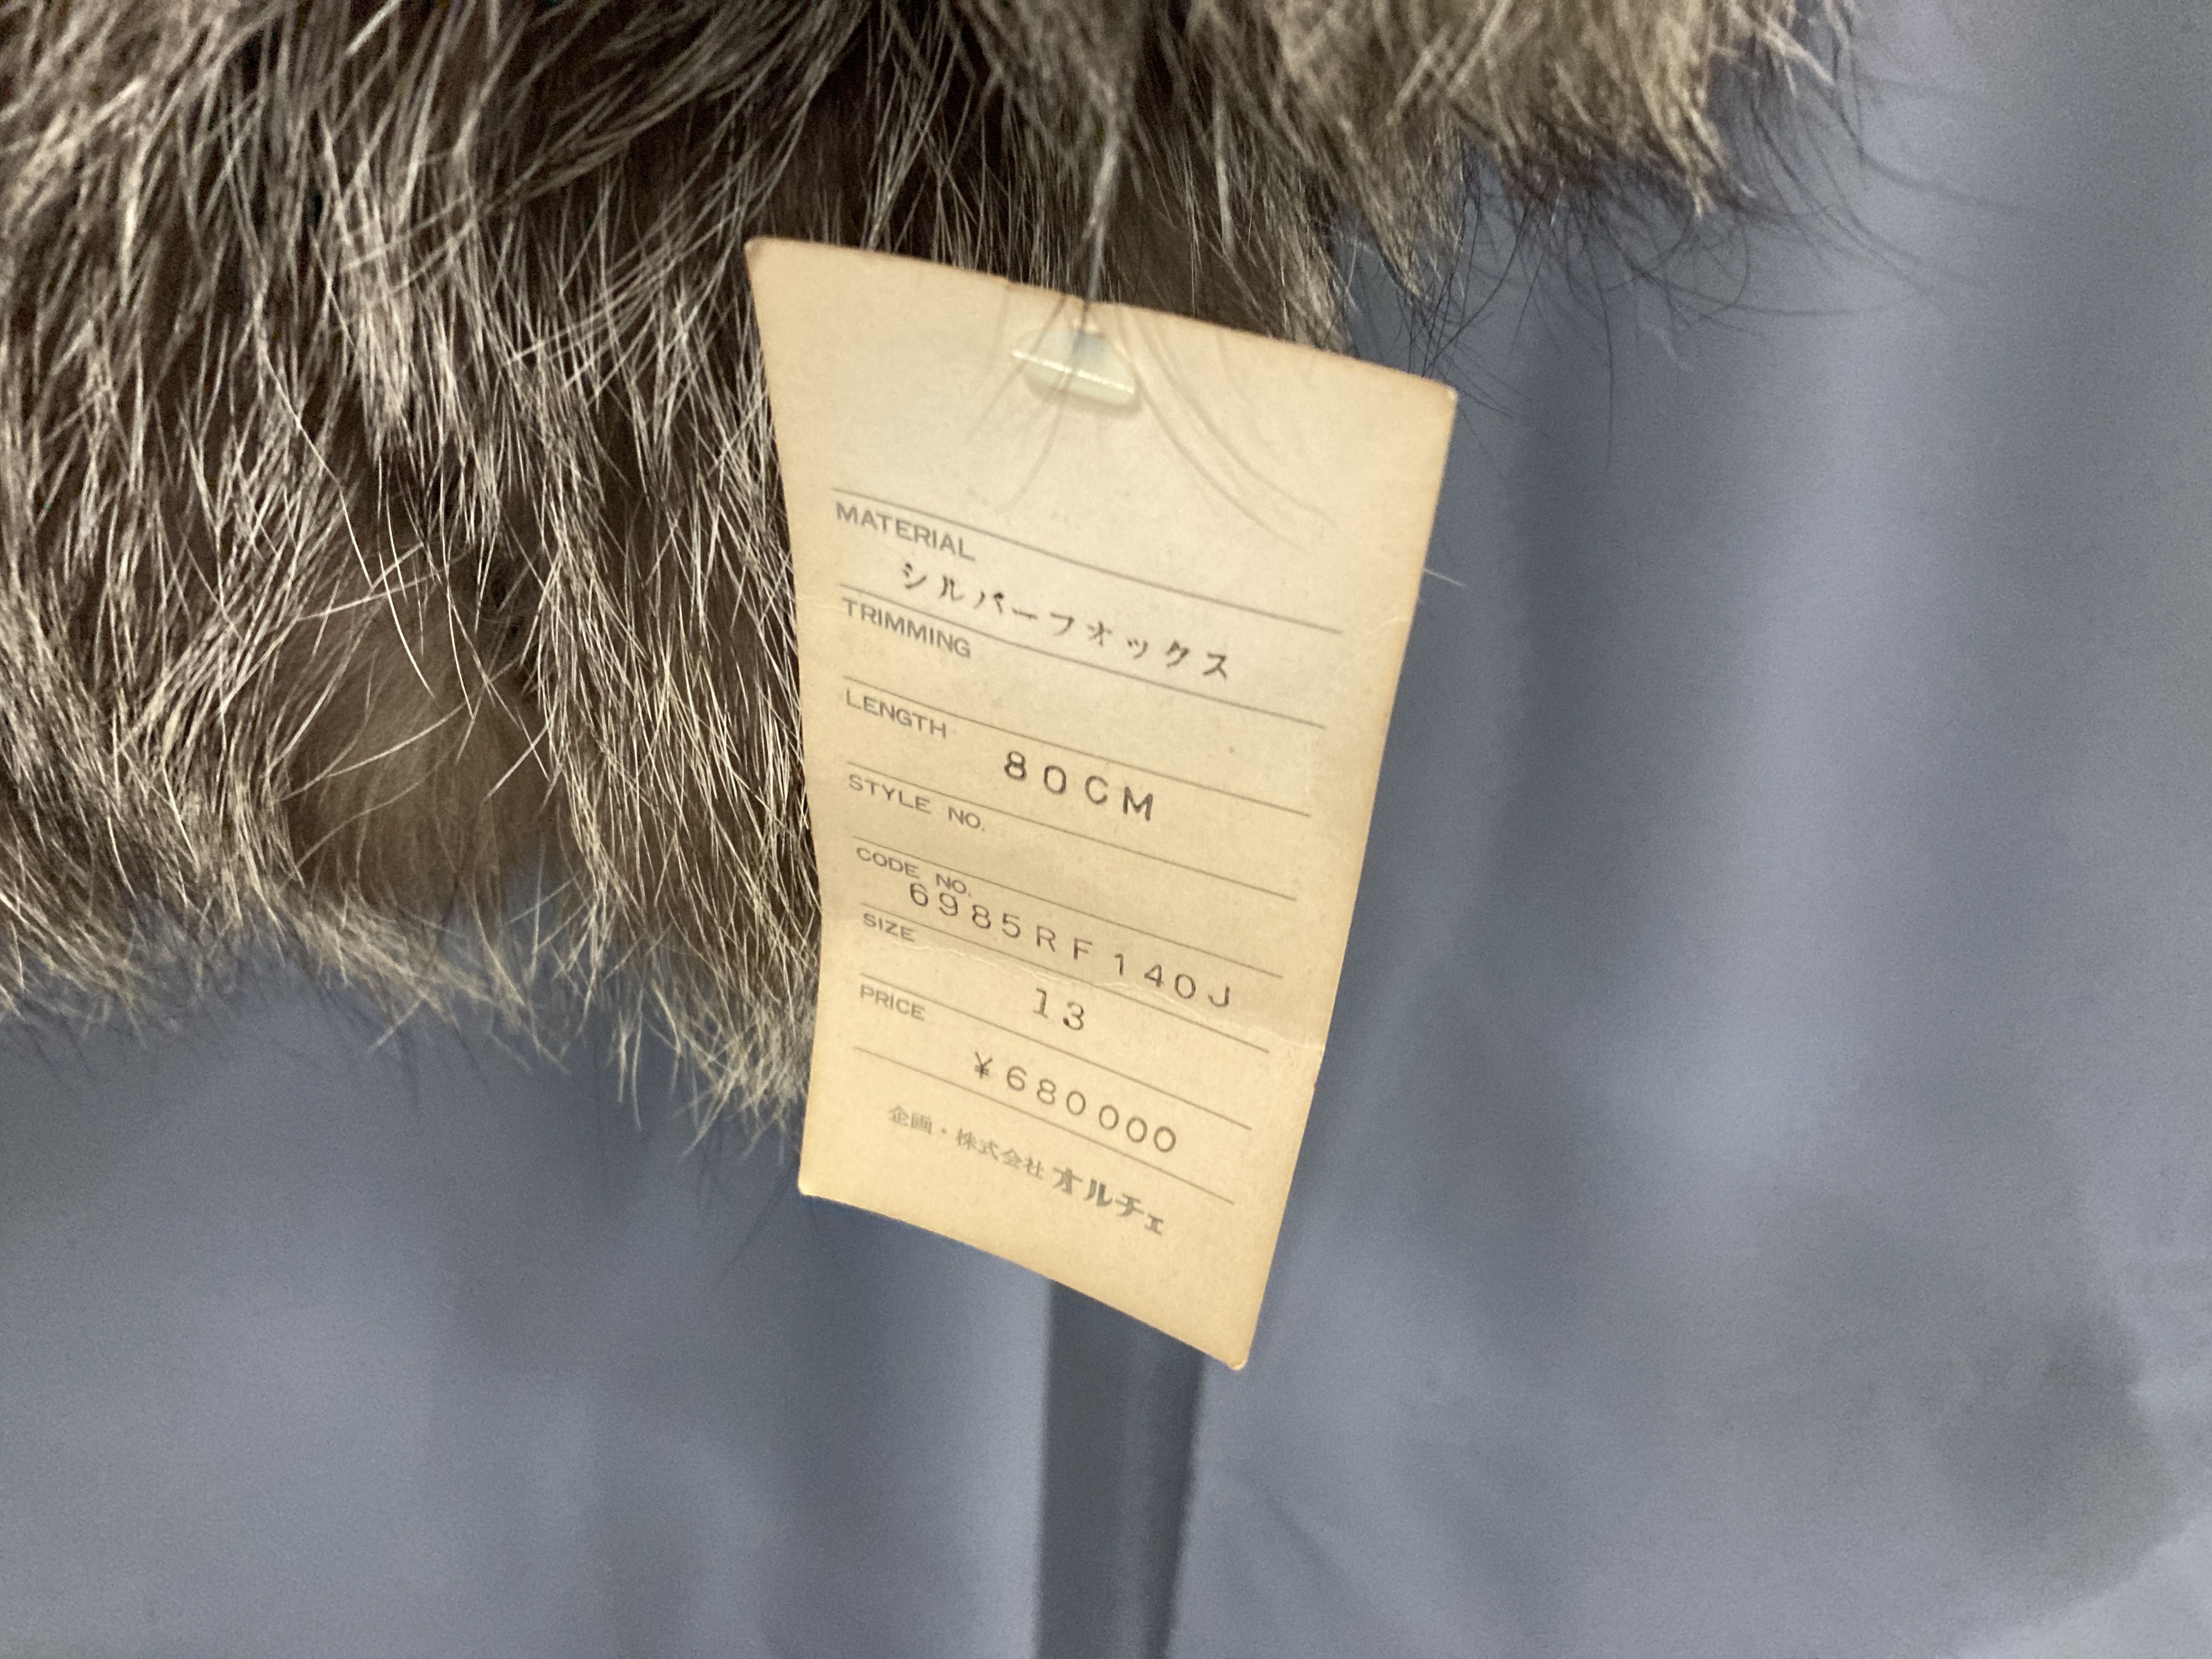 MATERIAL
シルバーフオックス
TRIMMING
LENGTH
80CM
STYLE NO.
CODE NO.
6985RF140J
SIZE
13
PRICE
¥680000
企画・株式会社 オルチェ